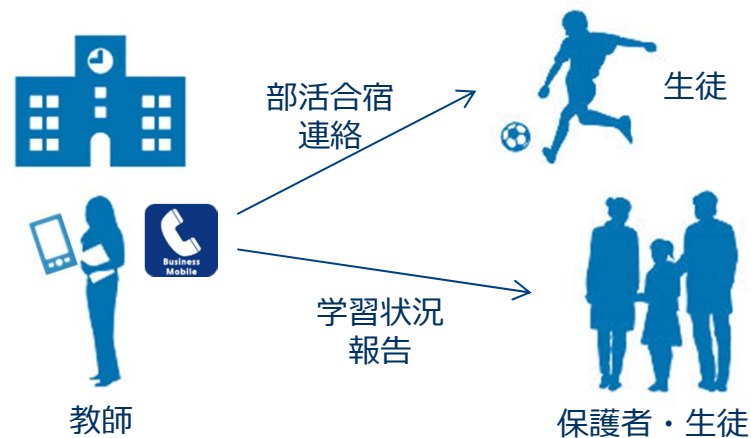 部活合宿
連絡
生徒
Business
Mobile
学習状況
報告
教師
保護者・生徒